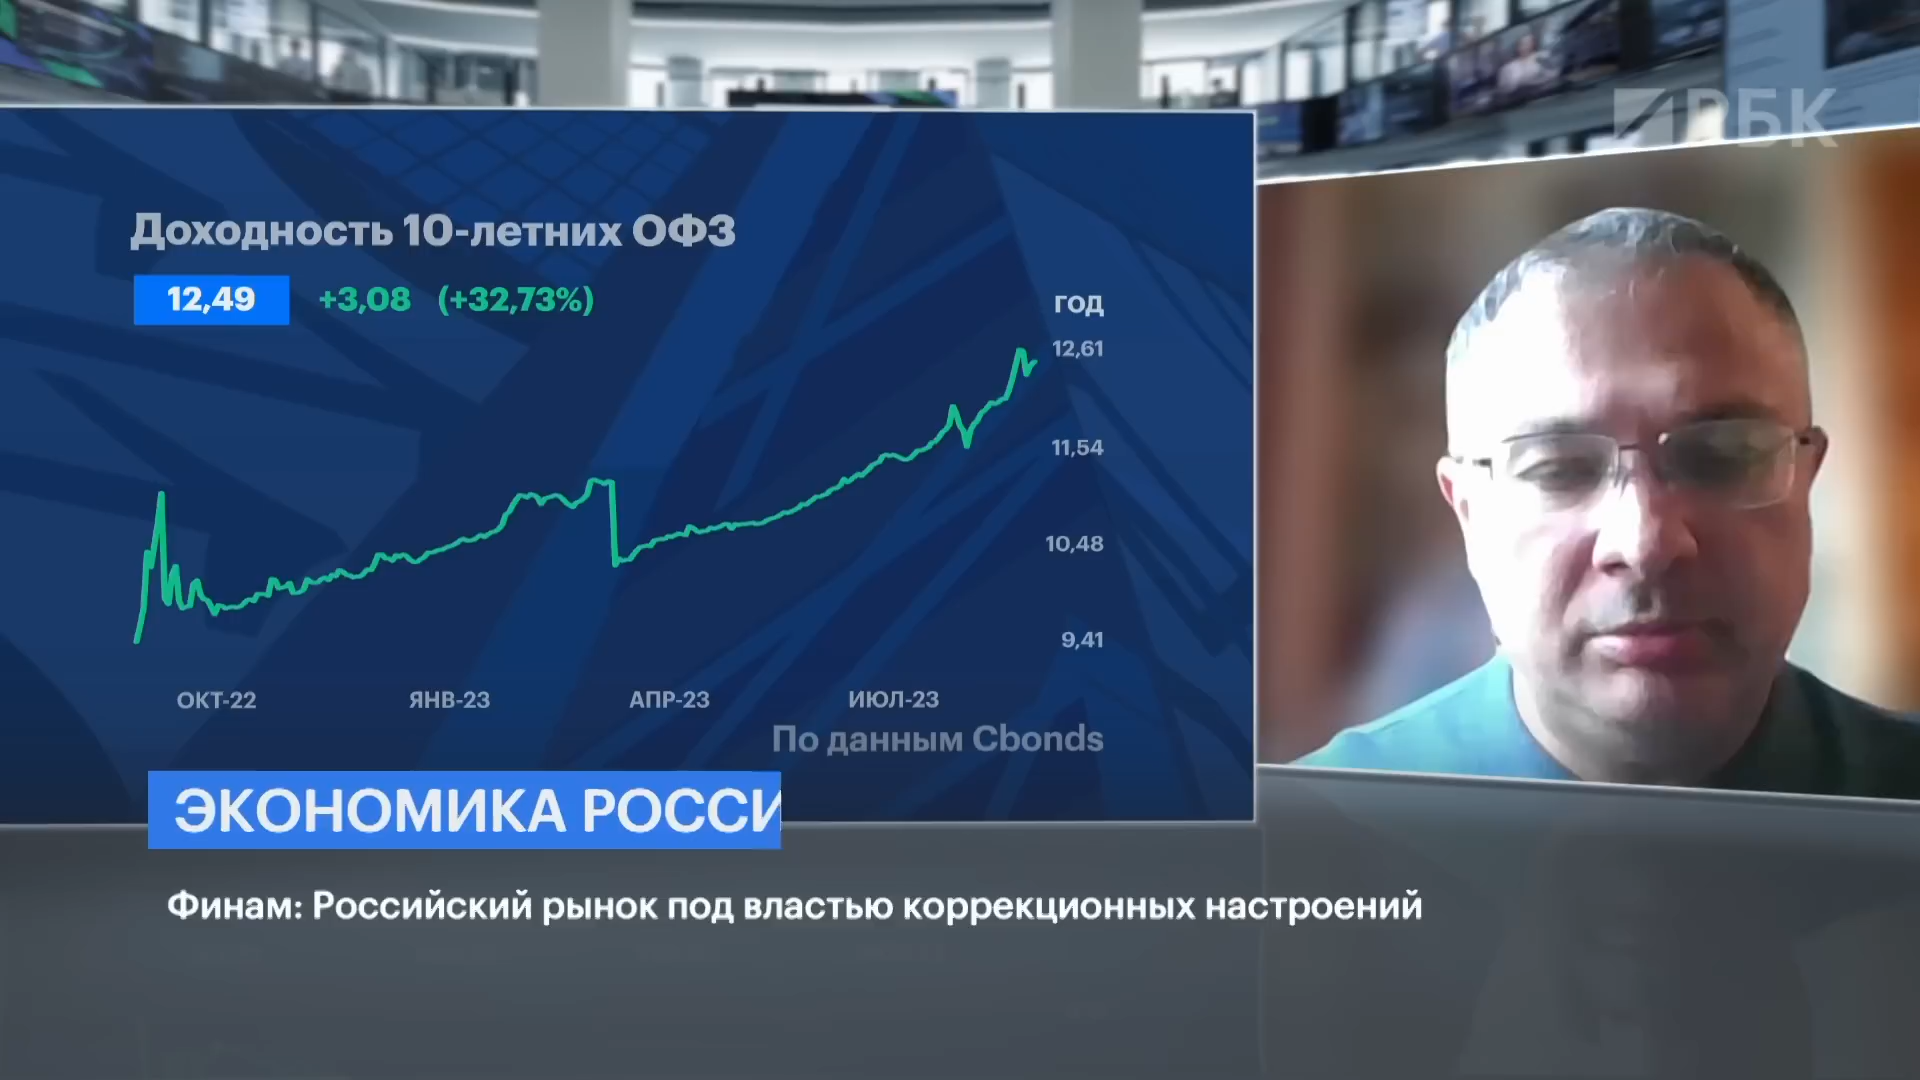 РБК
Доходность 10-летних ОФЗ
12,49 +3,08 (+32,73%)
ГОД
12,61
11,54
10,48
9,41
ОКТ-22 ЯНВ-23 АПР-23 ИЮЛ-23
По данным Cbonds
ЭКОНОМИКА РОССИ
Финам: Российский рынок под властью коррекционных настроений